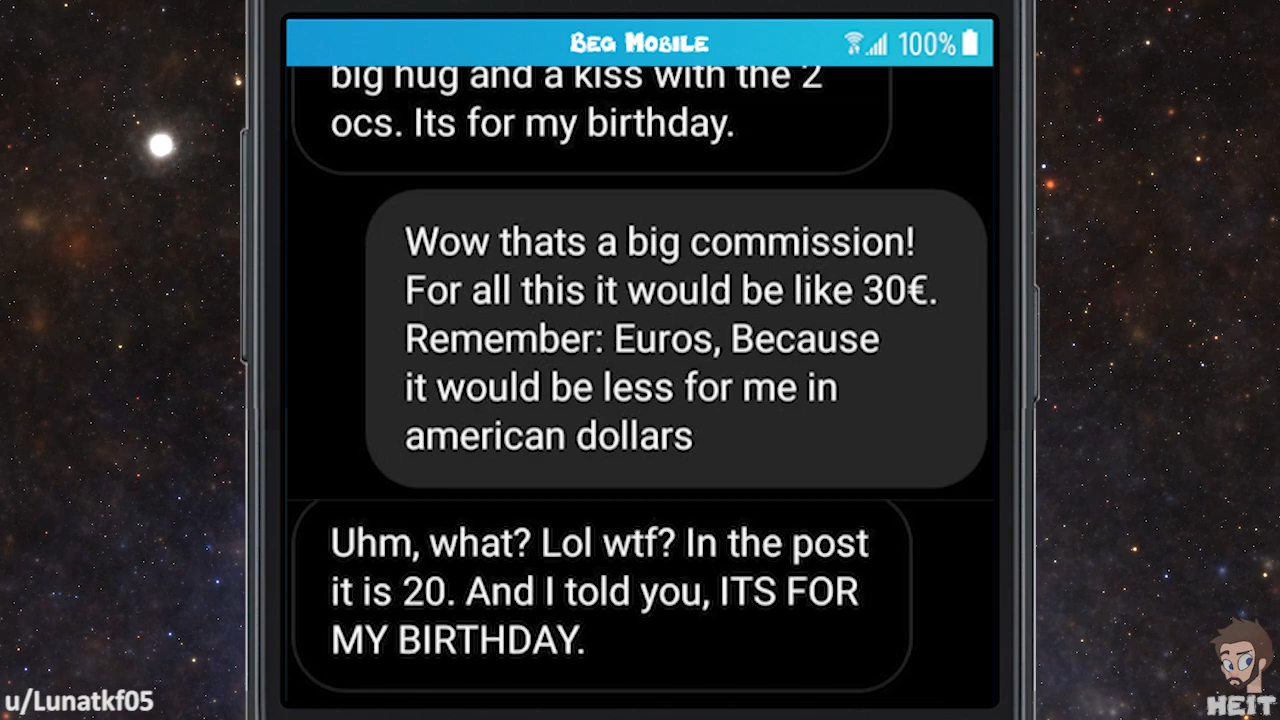 BEG MOBILE
100%
big hug and a kiss with the 2
ocs. Its for my birthday.
Wow thats a big commission!
For all this it would be like 30€.
Remember: Euros, Because
it would be less for me in
american dollars
Uhm, what? Lol wtf? In the post
it is 20. And I told you, ITS FOR
MY BIRTHDAY.
u/Lunatkf05
HEIT